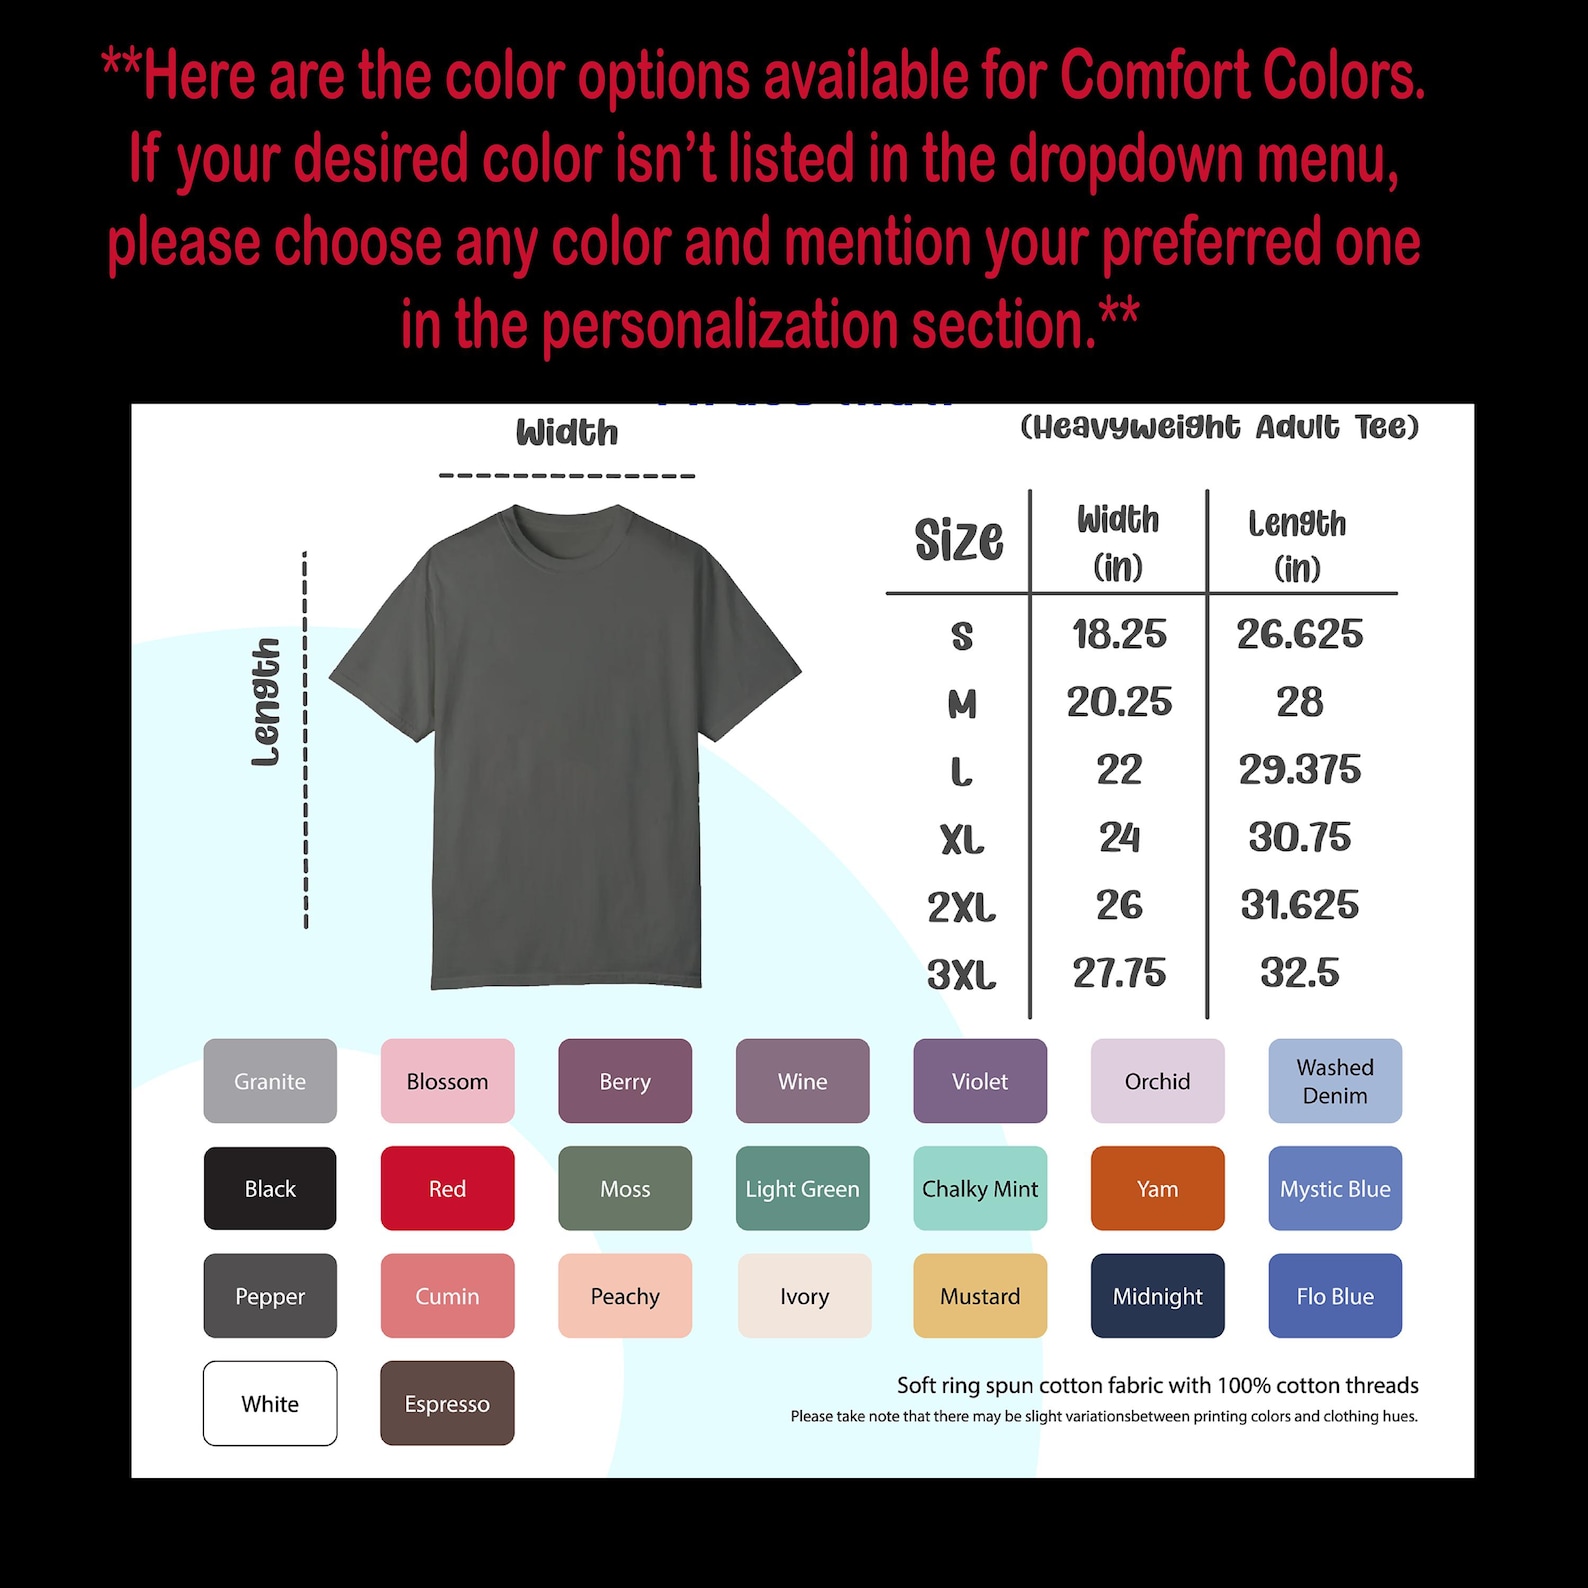 **Here are the color options available for Comfort Colors.
If your desired color isn’t listed in the dropdown menu,
please choose any color and mention your preferred one
in the personalization section.**
Width
(Heavyweight Adult Tee)
Length
Size Width (in) Length (in)
S 18.25 26.625
M 20.25 28
L 22 29.375
XL 24 30.75
2XL 26 31.625
3XL 27.75 32.5
Granite Blossom Berry Wine Violet Orchid Washed Denim
Black Red Moss Light Green Chalky Mint Yam Mystic Blue
Pepper Cumin Peachy Ivory Mustard Midnight Flo Blue
White Espresso
Soft ring spun cotton fabric with 100% cotton threads
Please take note that there may be slight variationsbetween printing colors and clothing hues.